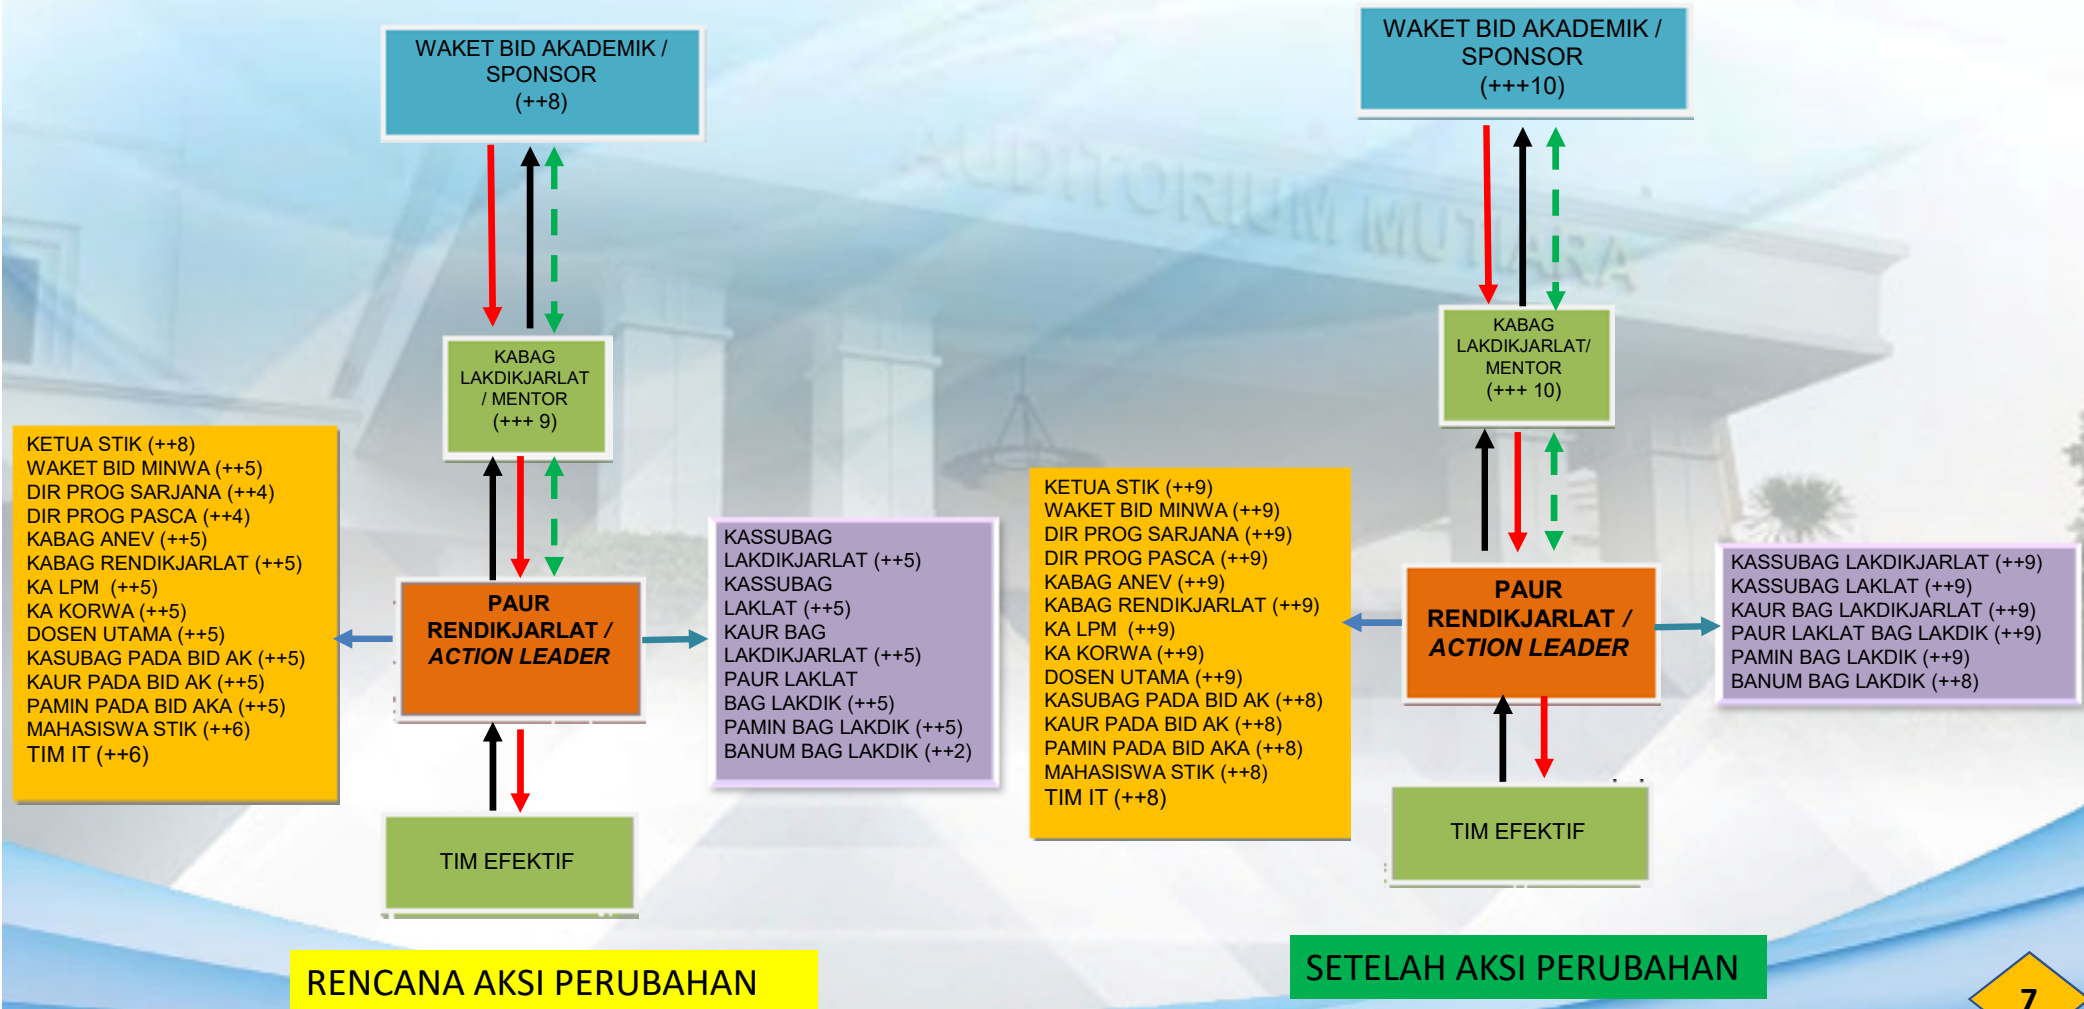 WAKET BID AKADEMIK /
SPONSOR
(++8)
KABAG
LAKDIKJARLAT
/ MENTOR
(+++ 9)
KETUA STIK (++8)
WAKET BID MINWA (++5)
DIR PROG SARJANA (++4)
DIR PROG PASCA (++4)
KABAG ANEV (++5)
KABAG RENDIKJARLAT (++5)
KA LPM  (++5)
KA KORWA (++5)
DOSEN UTAMA (++5)
KASUBAG PADA BID AK (++5)
KAUR PADA BID AK (++5)
PAMIN PADA BID AKA (++5)
MAHASISWA STIK (++6)
TIM IT (++6)
PAUR
RENDIKJARLAT /
ACTION LEADER
KASSUBAG
LAKDIKJARLAT (++5)
KASSUBAG
LAKLAT (++5)
KAUR BAG
LAKDIKJARLAT (++5)
PAUR LAKLAT
BAG LAKDIK (++5)
PAMIN BAG LAKDIK (++5)
BANUM BAG LAKDIK (++2)
TIM EFEKTIF
RENCANA AKSI PERUBAHAN
AUDITORIUM MUTIARA
WAKET BID AKADEMIK /
SPONSOR
(+++10)
KABAG
LAKDIKJARLAT/
MENTOR
(+++ 10)
KETUA STIK (++9)
WAKET BID MINWA (++9)
DIR PROG SARJANA (++9)
DIR PROG PASCA (++9)
KABAG ANEV (++9)
KABAG RENDIKJARLAT (++9)
KA LPM  (++9)
KA KORWA (++9)
DOSEN UTAMA (++9)
KASUBAG PADA BID AK (++8)
KAUR PADA BID AK (++8)
PAMIN PADA BID AKA (++8)
MAHASISWA STIK (++8)
TIM IT (++8)
PAUR
RENDIKJARLAT /
ACTION LEADER
KASSUBAG LAKDIKJARLAT (++9)
KASSUBAG LAKLAT (++9)
KAUR BAG LAKDIKJARLAT (++9)
PAUR LAKLAT BAG LAKDIK (++9)
PAMIN BAG LAKDIK (++9)
BANUM BAG LAKDIK (++8)
TIM EFEKTIF
SETELAH AKSI PERUBAHAN
7